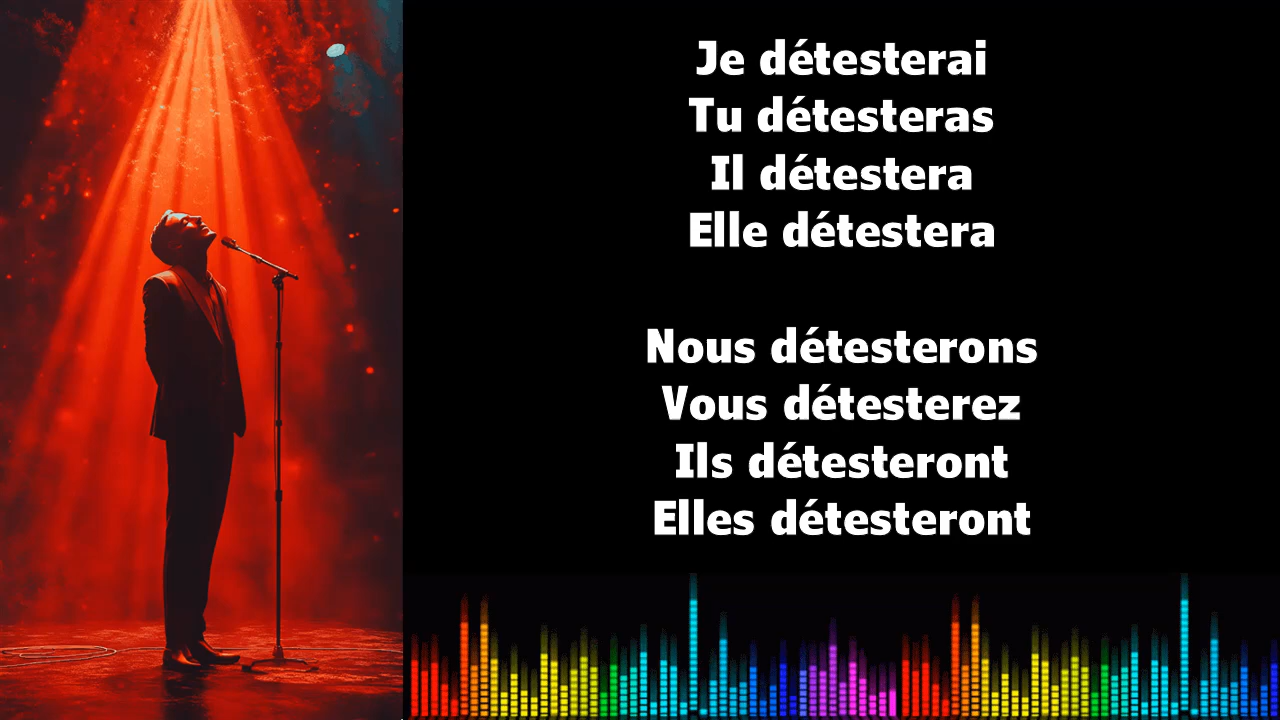 Je détesterai
Tu détesteras
Il détestera
Elle détestera
Nous détesterons
Vous détesterez
Ils détesteront
Elles détesteront